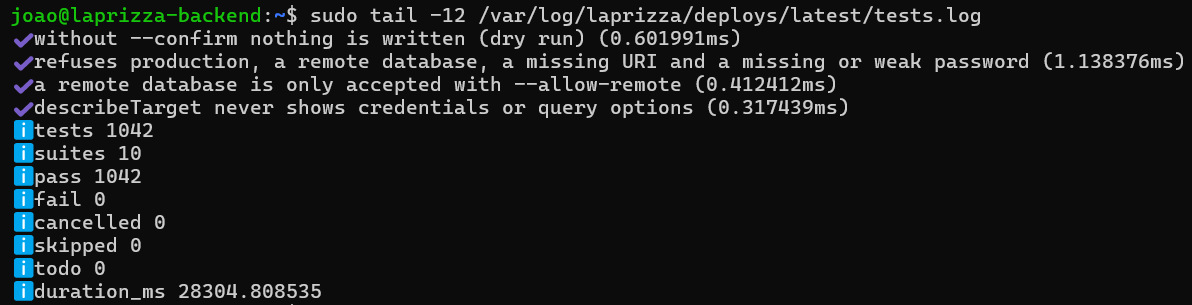 joao@laprizza-backend:~$ sudo tail -12 /var/log/laprizza/deploys/latest/tests.log
✔without --confirm nothing is written (dry run) (0.601991ms)
✔refuses production, a remote database, a missing URI and a missing or weak password (1.138376ms)
✔a remote database is only accepted with --allow-remote (0.412412ms)
✔describeTarget never shows credentials or query options (0.317439ms)
ℹtests 1042
ℹsuites 10
ℹpass 1042
ℹfail 0
ℹcancelled 0
ℹskipped 0
ℹtodo 0
ℹduration_ms 28304.808535